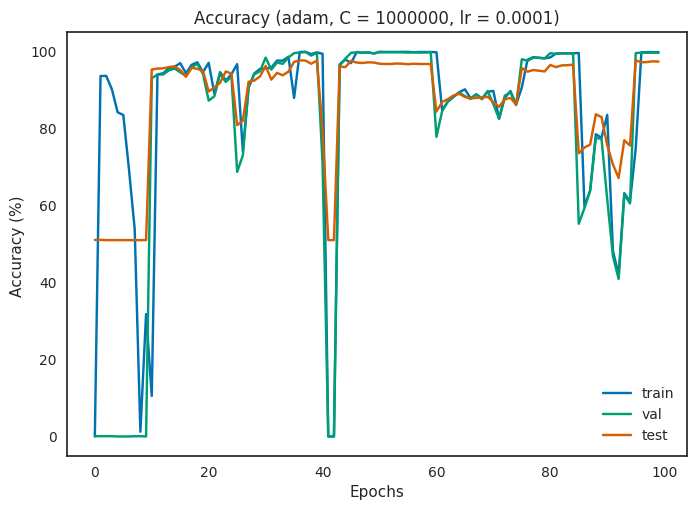 Accuracy (adam, C = 1000000, lr = 0.0001)
Accuracy (%)
100
80
60
40
20
0
train
val
test
0 20 40 60 80 100
Epochs